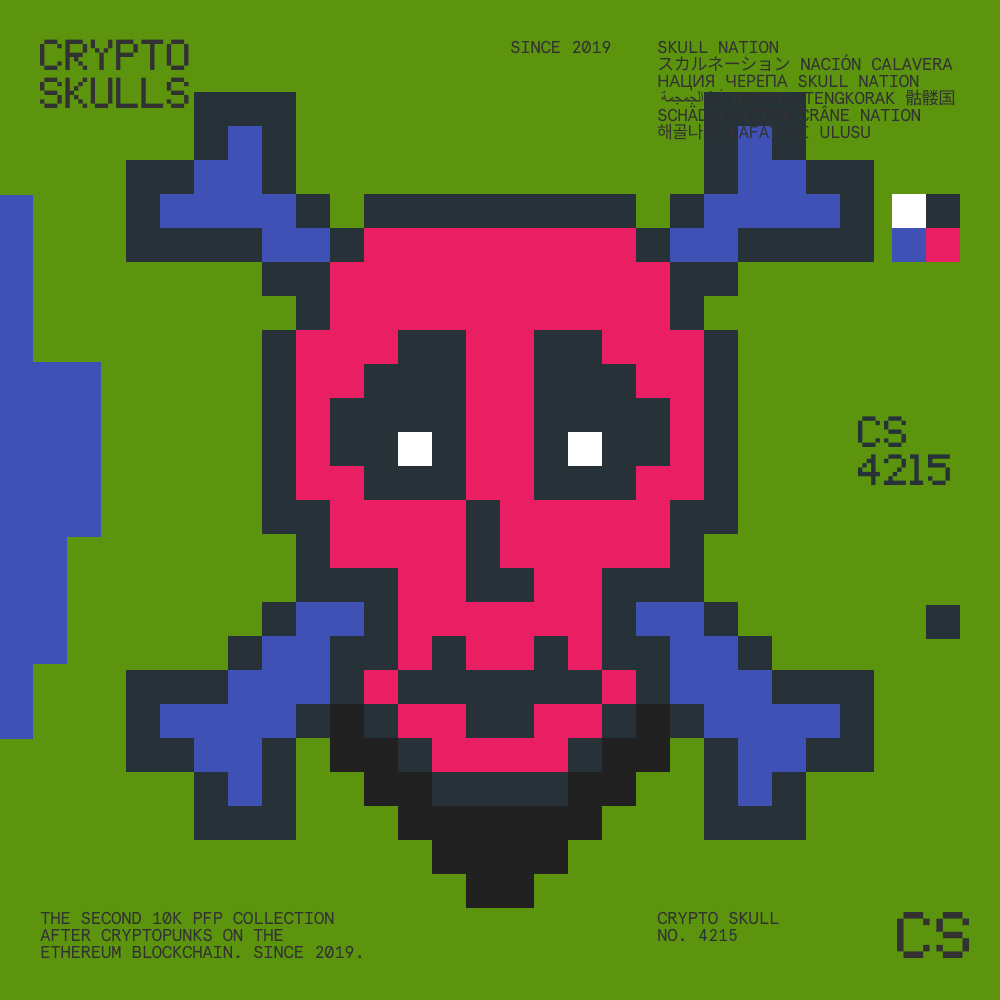 CRYPTO
SKULLS
SINCE 2019
SKULL NATION
スカルネーション NACIÓN CALAVERA
НАЦИЯ ЧЕРЕПА SKULL NATION
TENGKORAK 骷髅国
CRÂNE NATION
해골나 ULUSU
CS
4215
THE SECOND 10K PFP COLLECTION
AFTER CRYPTOPUNKS ON THE
ETHEREUM BLOCKCHAIN. SINCE 2019.
CRYPTO SKULL
NO. 4215
CS